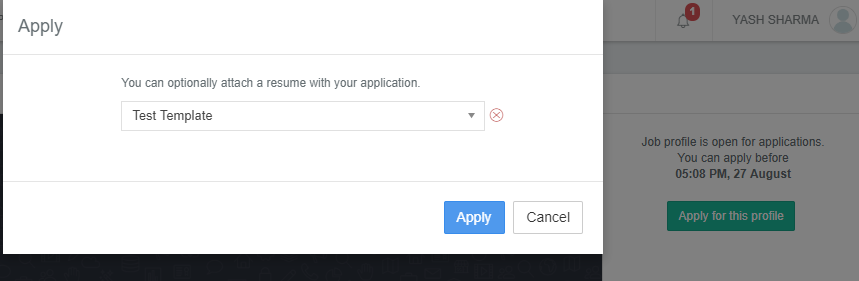 Apply
1
YASH SHARMA
You can optionally attach a resume with your application.
Test Template
Job profile is open for applications.
You can apply before
05:08 PM, 27 August
Apply
Cancel
Apply for this profile